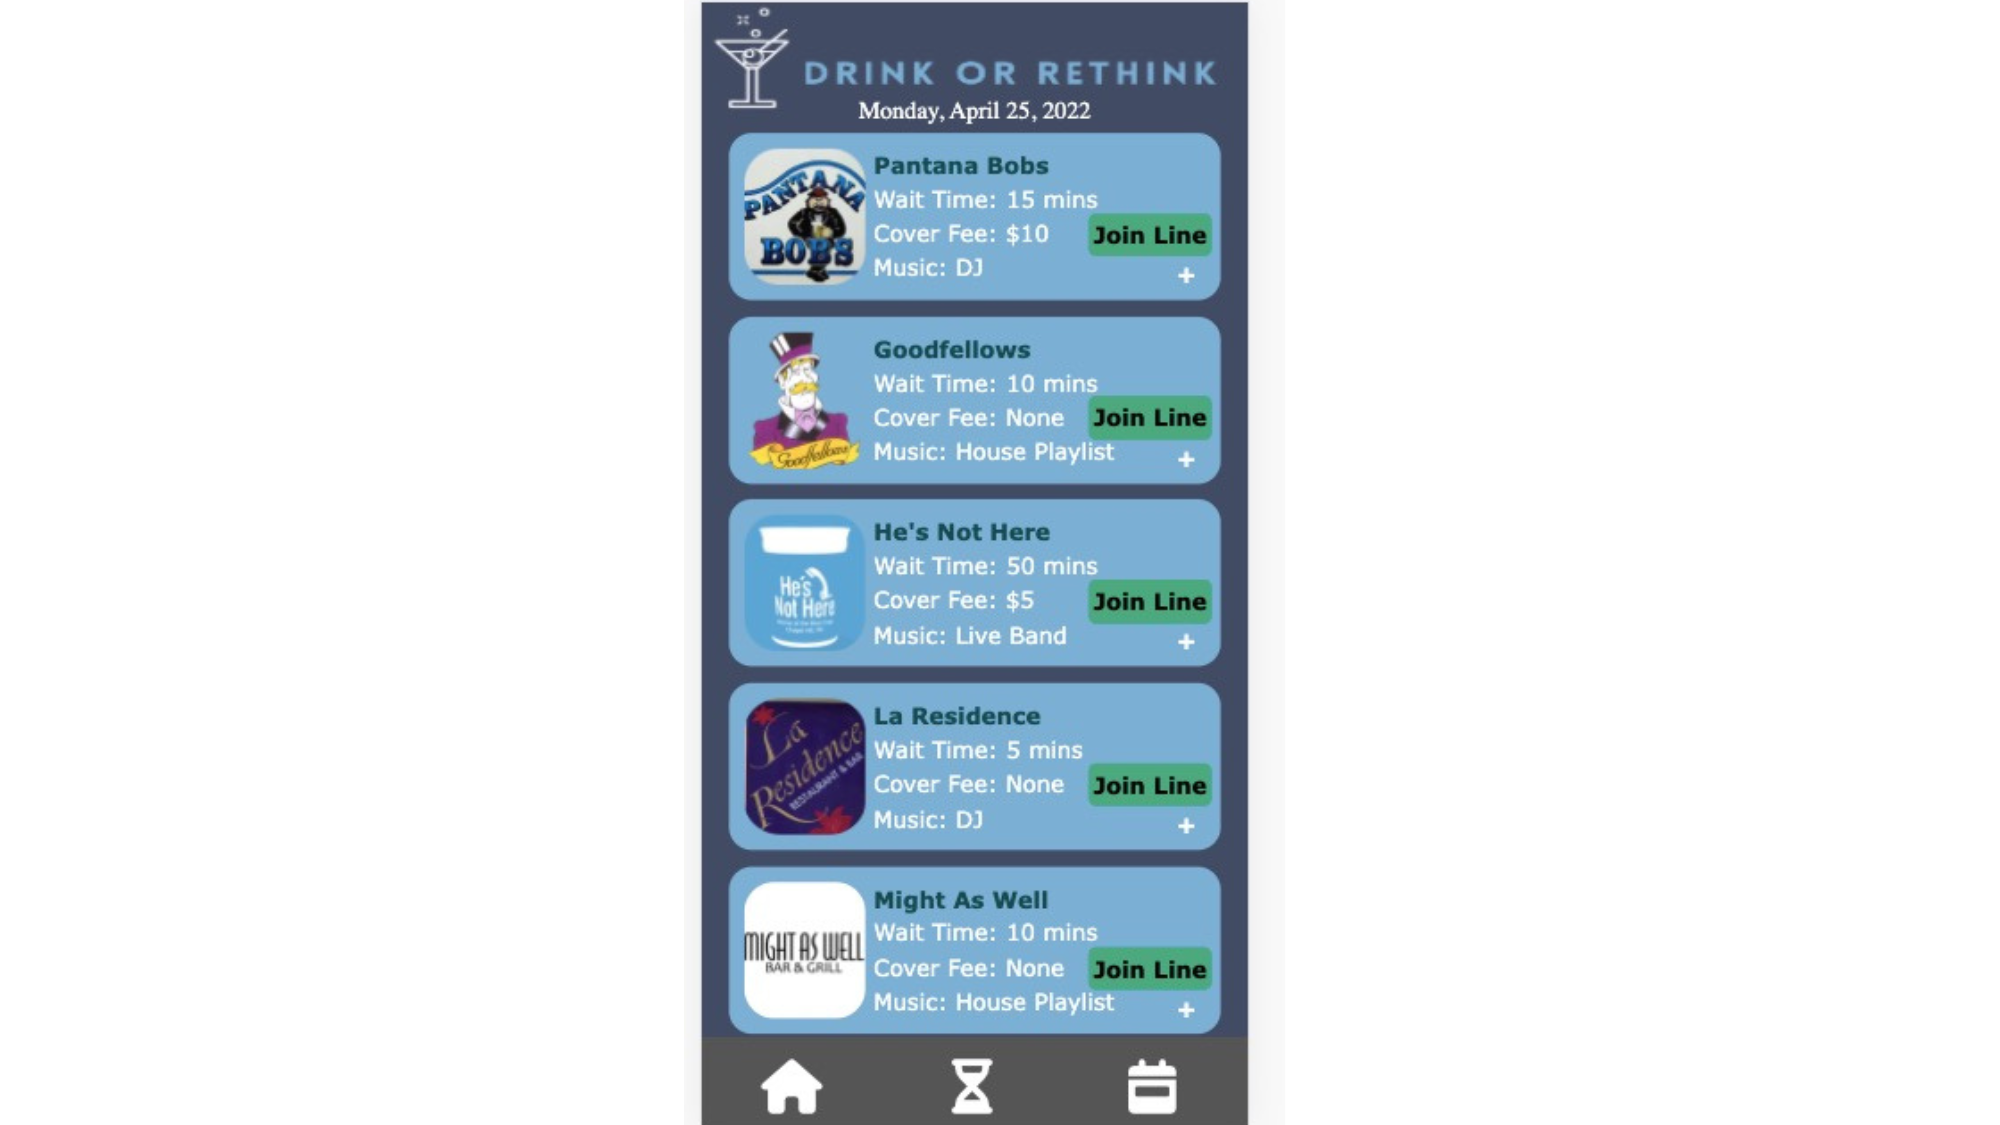 DRINK OR RETHINK
Monday, April 25, 2022
PANTANA
BOBS
Pantana Bobs
Wait Time: 15 mins
Cover Fee: $10
Join Line
Music: DJ
+
Goodfellows
Goodfellows
Wait Time: 10 mins
Cover Fee: None
Join Line
Music: House Playlist
+
He's
Not Here
He's Not Here
Wait Time: 50 mins
Cover Fee: $5
Join Line
Music: Live Band
+
La
Residence
RESTAURANT & BAR
La Residence
Wait Time: 5 mins
Cover Fee: None
Join Line
Music: DJ
+
MIGHT AS WELL
BAR & GRILL
Might As Well
Wait Time: 10 mins
Cover Fee: None
Join Line
Music: House Playlist
+